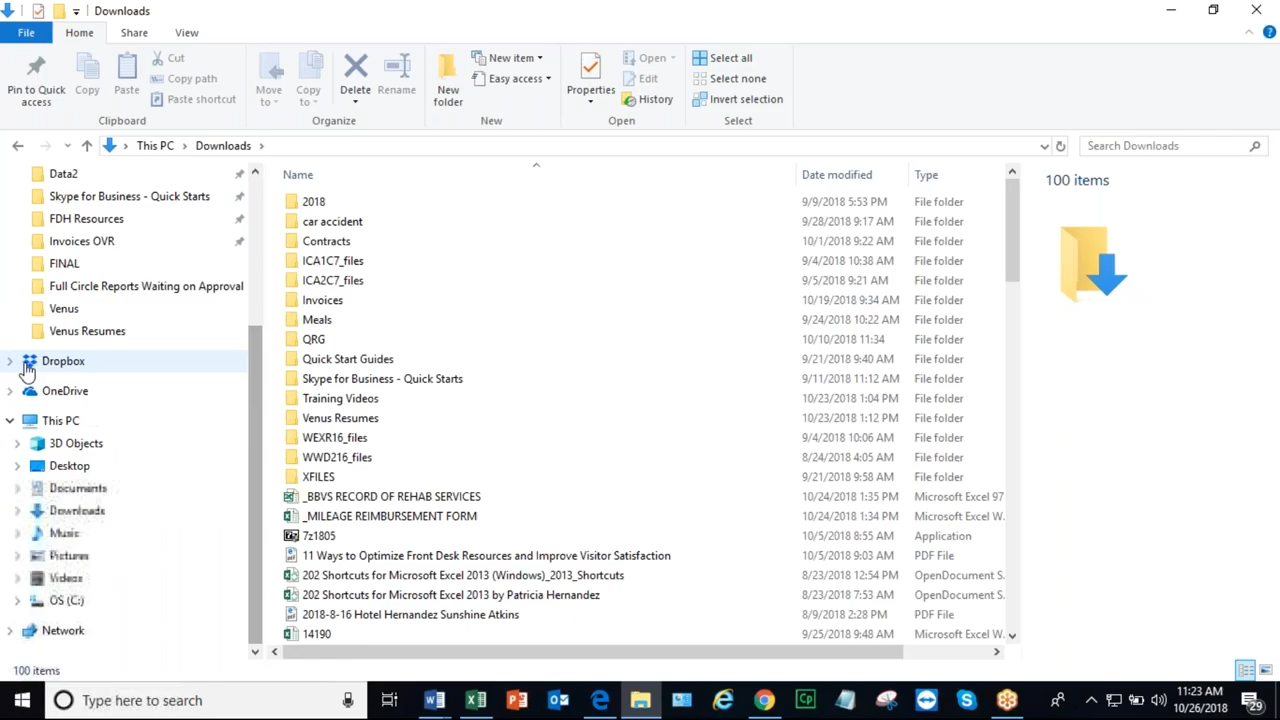 Downloads
File Home Share View
Pin to Quick access
Copy
Paste
Cut
Copy path
Paste shortcut
Clipboard
Move to
Copy to
Delete
Rename
Organize
New folder
New item
Easy access
New
Properties
Open
Edit
History
Open
Select all
Select none
Invert selection
Select
This PC > Downloads >
Search Downloads
Data2
Skype for Business - Quick Starts
FDH Resources
Invoices OVR
FINAL
Full Circle Reports Waiting on Approval
Venus
Venus Resumes
Dropbox
OneDrive
This PC
3D Objects
Desktop
Documents
Downloads
Music
Pictures
Videos
OS (C:)
Network
Name Date modified Type
2018 9/9/2018 5:53 PM File folder
car accident 9/28/2018 9:17 AM File folder
Contracts 10/1/2018 9:22 AM File folder
ICA1C7_files 9/4/2018 10:38 AM File folder
ICA2C7_files 9/5/2018 9:21 AM File folder
Invoices 10/19/2018 9:34 AM File folder
Meals 9/24/2018 10:22 AM File folder
QRG 10/10/2018 11:34 File folder
Quick Start Guides 9/21/2018 9:40 AM File folder
Skype for Business - Quick Starts 9/11/2018 11:12 AM File folder
Training Videos 10/23/2018 1:04 PM File folder
Venus Resumes 10/23/2018 1:12 PM File folder
WEXR16_files 9/4/2018 10:06 AM File folder
WWD216_files 8/24/2018 4:05 AM File folder
XFILES 9/21/2018 9:58 AM File folder
_BBVS RECORD OF REHAB SERVICES 10/24/2018 1:35 PM Microsoft Excel 97
_MILEAGE REIMBURSEMENT FORM 10/24/2018 1:34 PM Microsoft Excel W.
7z1805 10/5/2018 8:55 AM Application
11 Ways to Optimize Front Desk Resources and Improve Visitor Satisfaction 10/5/2018 9:03 AM PDF File
202 Shortcuts for Microsoft Excel 2013 (Windows)_2013_Shortcuts 8/23/2018 12:54 PM OpenDocument S.
202 Shortcuts for Microsoft Excel 2013 by Patricia Hernandez 8/23/2018 7:53 AM OpenDocument S.
2018-8-16 Hotel Hernandez Sunshine Atkins 8/9/2018 2:28 PM PDF File
14190 9/25/2018 9:48 AM Microsoft Excel W.
100 items
100 items
Type here to search
11:23 AM
10/26/2018
29